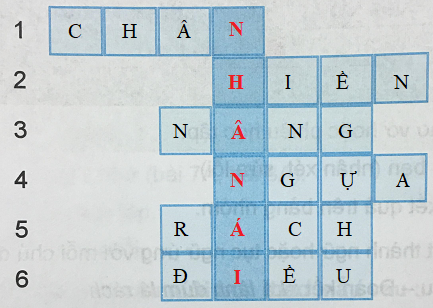 1 C H Â N
2 H I Ề N
3 N Â N G
4 N G Ự A
5 R Á C H
6 Đ I Ề U